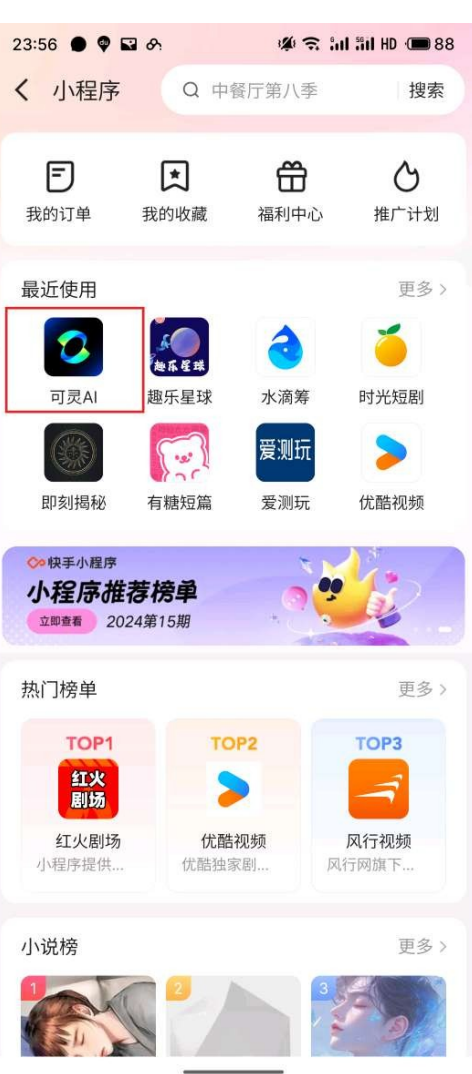 23:56 HD 88
小程序 中餐厅第八季 搜索
我的订单 我的收藏 福利中心 推广计划
最近使用 更多
趣乐星球 爱测玩
可灵AI 趣乐星球 水滴筹 时光短剧
即刻揭秘 有糖短篇 爱测玩 优酷视频
快手小程序
小程序推荐榜单
立即查看 2024第15期
热门榜单 更多
TOP1 TOP2 TOP3
红火
剧场
红火剧场 优酷视频 风行视频
小程序提供... 优酷独家剧... 风行网旗下...
小说榜 更多
1 2 3